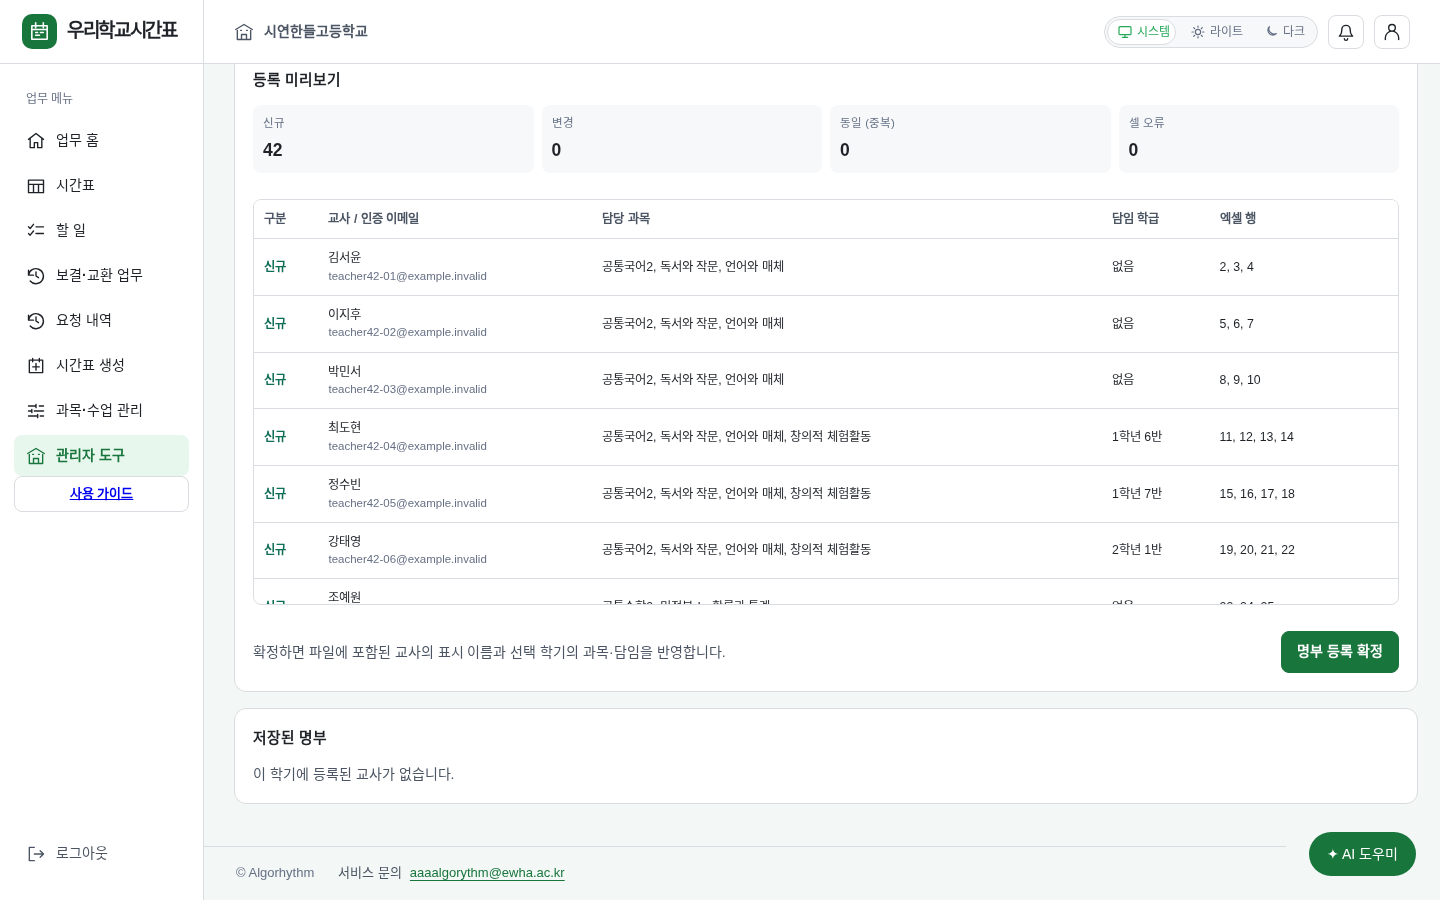 우리학교시간표
시연한들고등학교
시스템
라이트
다크
업무 메뉴
업무 홈
시간표
할 일
보결·교환 업무
요청 내역
시간표 생성
과목·수업 관리
관리자 도구
사용 가이드
로그아웃
등록 미리보기
신규
42
변경
0
동일 (중복)
0
셀 오류
0
구분 교사 / 인증 이메일 담당 과목 담임 학급 엑셀 행
신규 김서윤 공통국어2, 독서와 작문, 언어와 매체 없음 2, 3, 4
teacher42-01@example.invalid
신규 이지후 공통국어2, 독서와 작문, 언어와 매체 없음 5, 6, 7
teacher42-02@example.invalid
신규 박민서 공통국어2, 독서와 작문, 언어와 매체 없음 8, 9, 10
teacher42-03@example.invalid
신규 최도현 공통국어2, 독서와 작문, 언어와 매체, 창의적 체험활동 1학년 6반 11, 12, 13, 14
teacher42-04@example.invalid
신규 정수빈 공통국어2, 독서와 작문, 언어와 매체, 창의적 체험활동 1학년 7반 15, 16, 17, 18
teacher42-05@example.invalid
신규 강태영 공통국어2, 독서와 작문, 언어와 매체, 창의적 체험활동 2학년 1반 19, 20, 21, 22
teacher42-06@example.invalid
조예원
확정하면 파일에 포함된 교사의 표시 이름과 선택 학기의 과목·담임을 반영합니다.
명부 등록 확정
저장된 명부
이 학기에 등록된 교사가 없습니다.
✦ AI 도우미
© Algorhythm 서비스 문의 aaaalgorythm@ewha.ac.kr